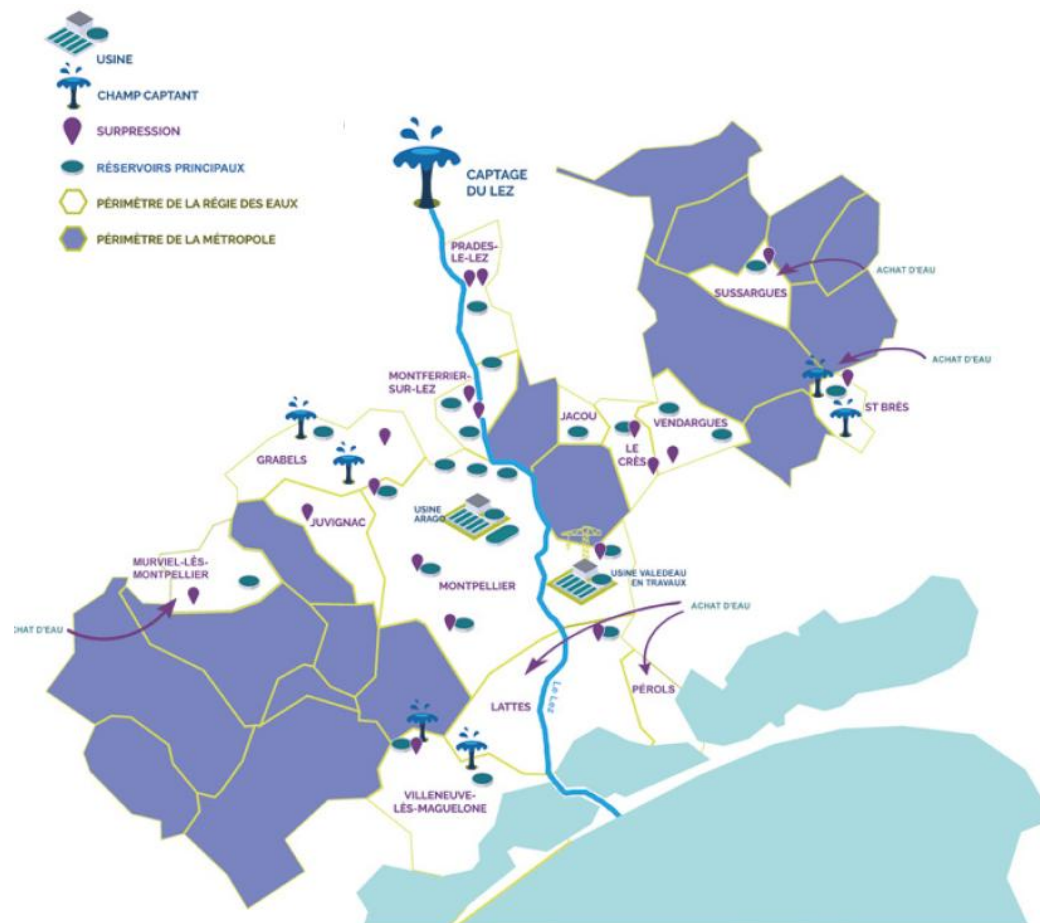 USINE
CHAMP CAPTANT
SURPRESSION
RÉSERVOIRS PRINCIPAUX
PÉRIMÈTRE DE LA RÉGIE DES EAUX
PÉRIMÈTRE DE LA MÉTROPOLE
CAPTAGE
DU LEZ
PRADES-
LE-LEZ
ACHAT D'EAU
SUSSARGUES
ACHAT D'EAU
MONTFERRIER-
SUR-LEZ
ST BRÈS
JACOU
VENDARGUES
LE
CRÈS
GRABELS
USINE
ARAGO
JUVIGNAC
MURVIEL-LÈS-
MONTPELLIER
MONTPELLIER
USINE VALEDEAU
EN TRAVAUX
CHAT D'EAU
ACHAT D'EAU
PÉROLS
LATTES
Le Lez
VILLENEUVE-
LÈS-MAGUELONE